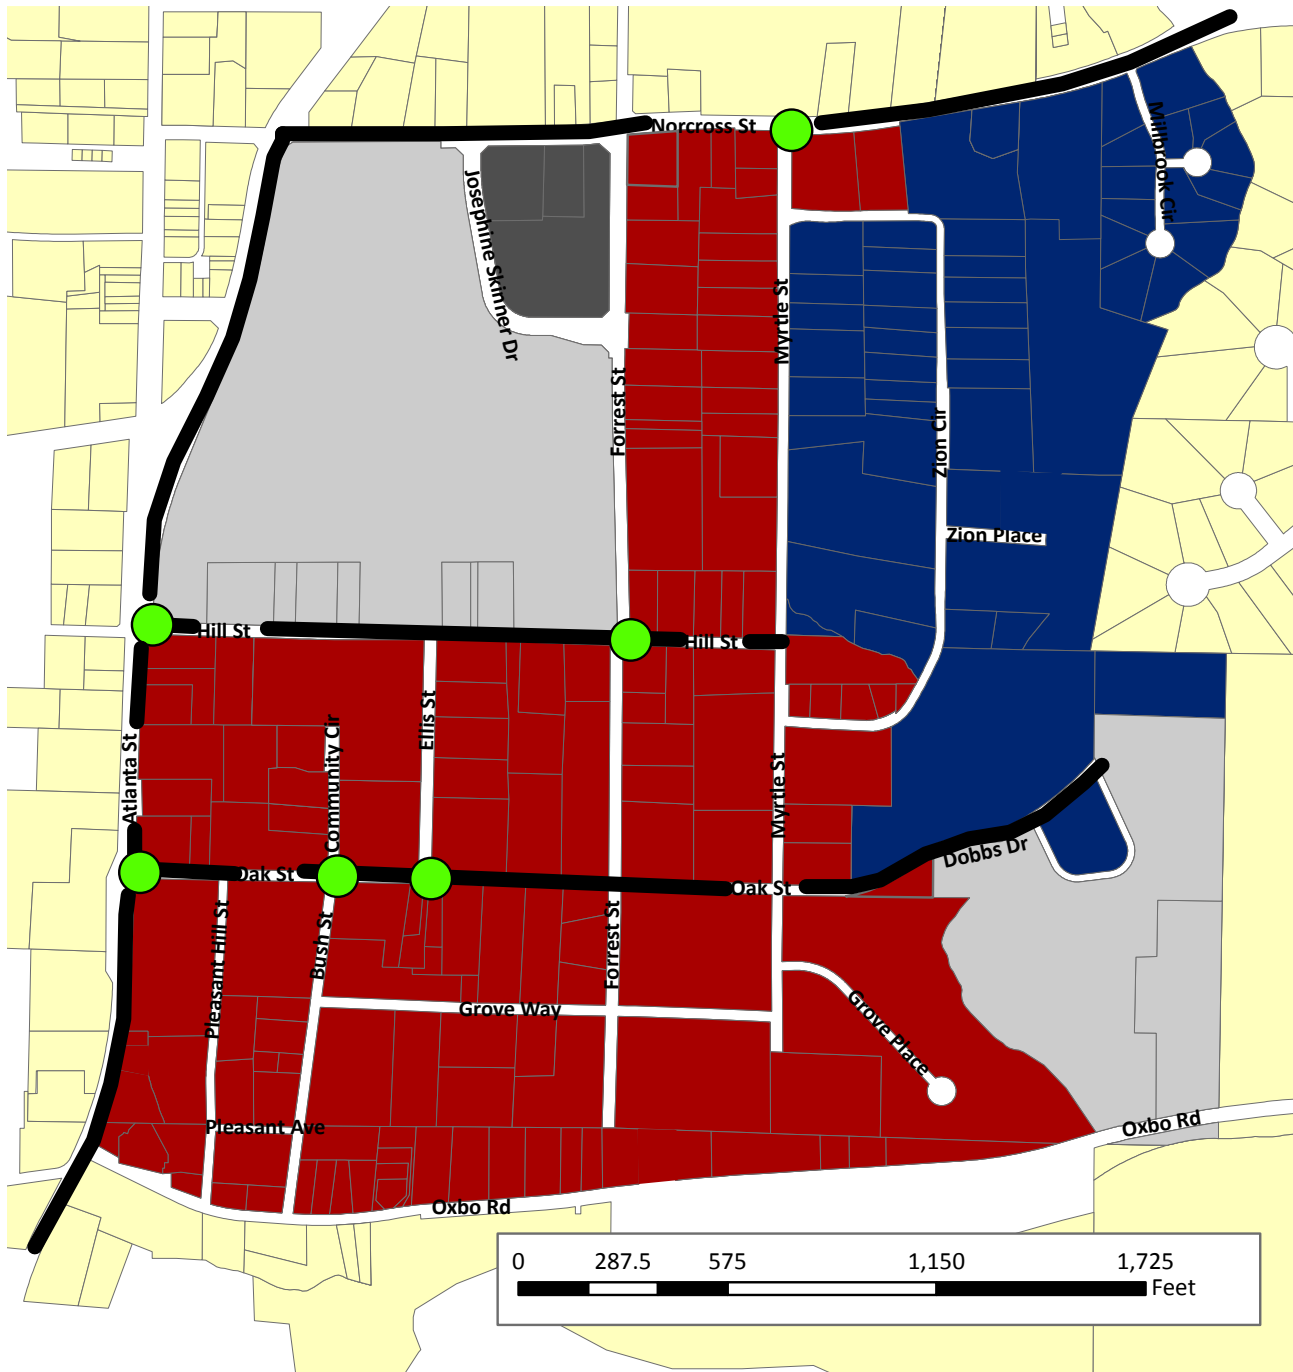 Norcross St
Millbrook Cir
Josephine Skinner Dr
Myrtle St
Forrest St
Zion Cir
Zion Place
Hill St
Hill St
Ellis St
Community Cir
Atlanta St
Myrtle St
Dobbs Dr
Oak St
Oak St
Pleasant Hill St
Bush St
Forrest St
Grove Way
Grove Place
Pleasant Ave
Oxbo Rd
Oxbo Rd
0 287.5 575 1,150 1,725
Feet